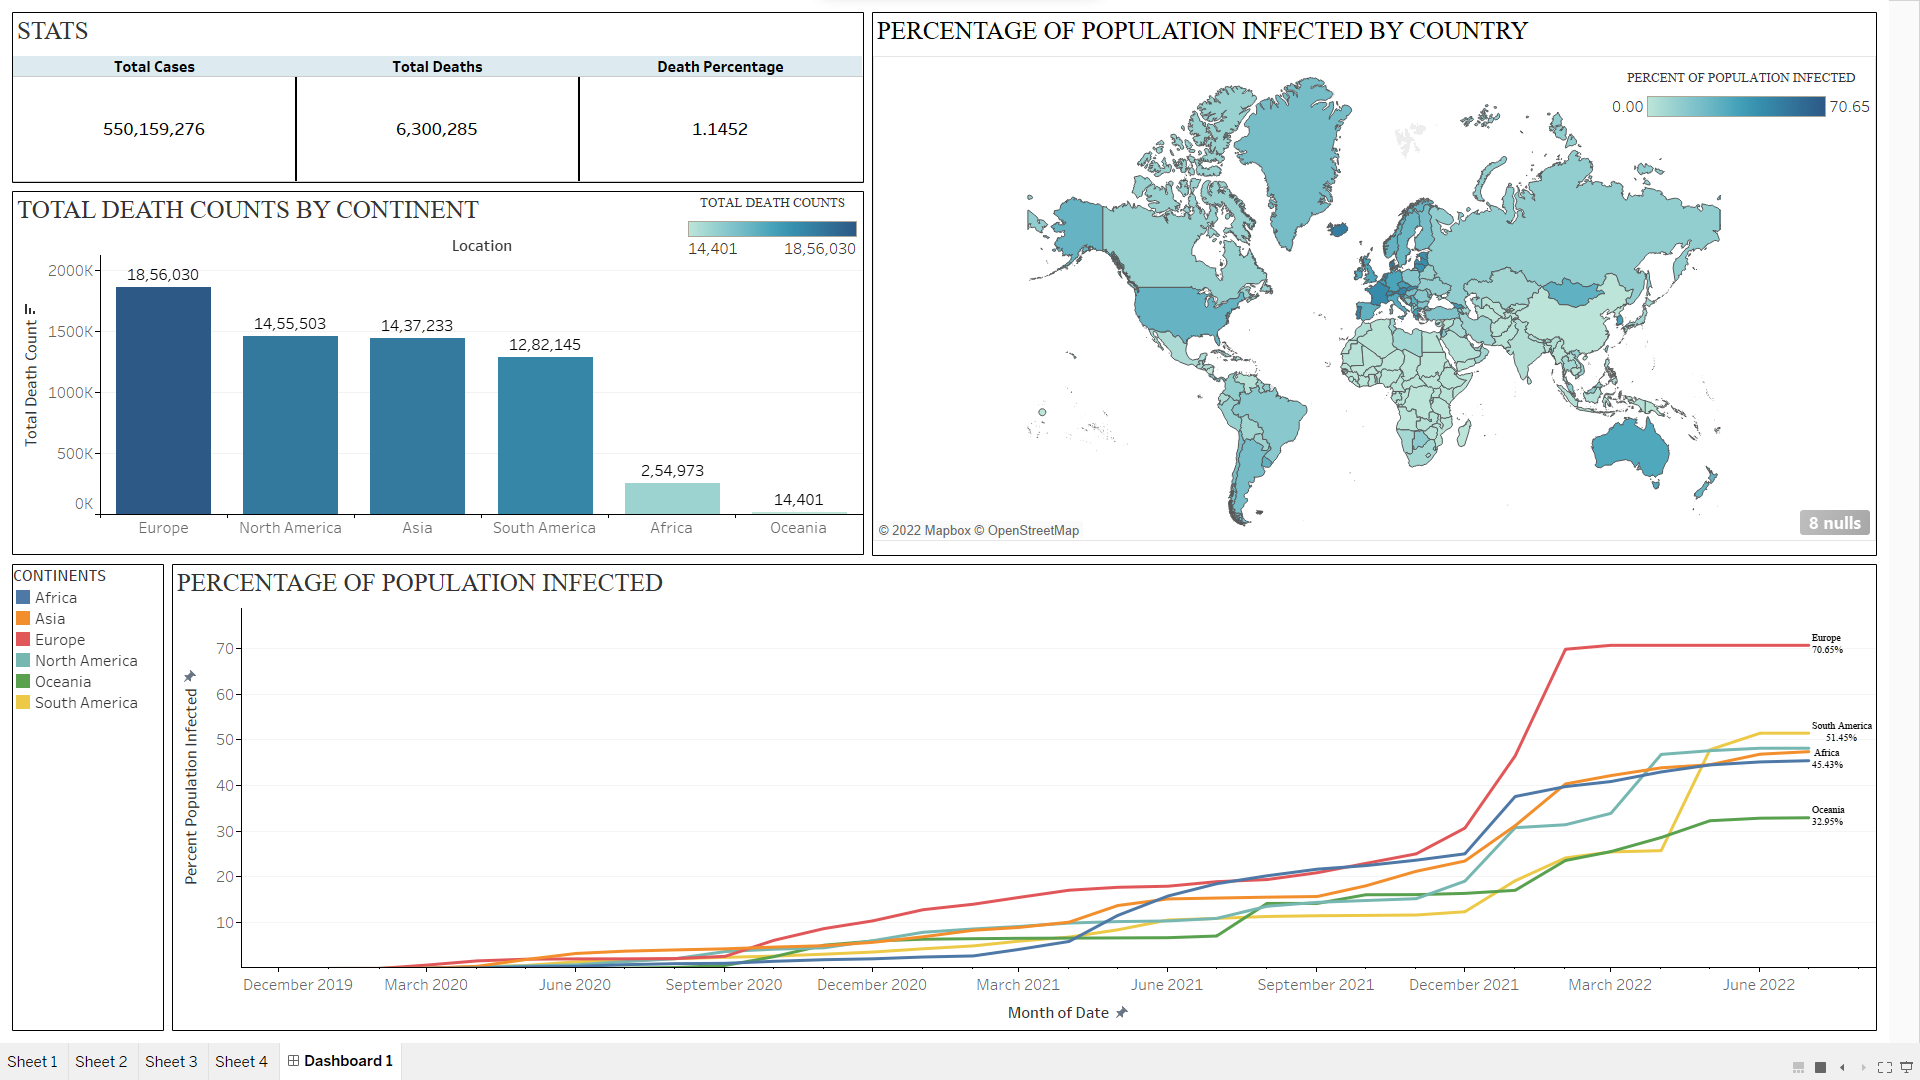 STATS
Total Cases Total Deaths Death Percentage
550,159,276 6,300,285 1.1452
TOTAL DEATH COUNTS BY CONTINENT
TOTAL DEATH COUNTS
14,401 18,56,030
Location
Total Death Count
2000K
1500K
1000K
500K
0K
18,56,030
14,55,503
14,37,233
12,82,145
2,54,973
14,401
Europe North America Asia South America Africa Oceania
PERCENTAGE OF POPULATION INFECTED BY COUNTRY
PERCENT OF POPULATION INFECTED
0.00 70.65
© 2022 Mapbox © OpenStreetMap
8 nulls
CONTINENTS
Africa
Asia
Europe
North America
Oceania
South America
PERCENTAGE OF POPULATION INFECTED
Percent Population Infected
70
60
50
40
30
20
10
Europe
70.65%
South America
51.45%
Africa
45.43%
Oceania
32.95%
December 2019 March 2020 June 2020 September 2020 December 2020 March 2021 June 2021 September 2021 December 2021 March 2022 June 2022
Month of Date
Sheet 1 Sheet 2 Sheet 3 Sheet 4 Dashboard 1